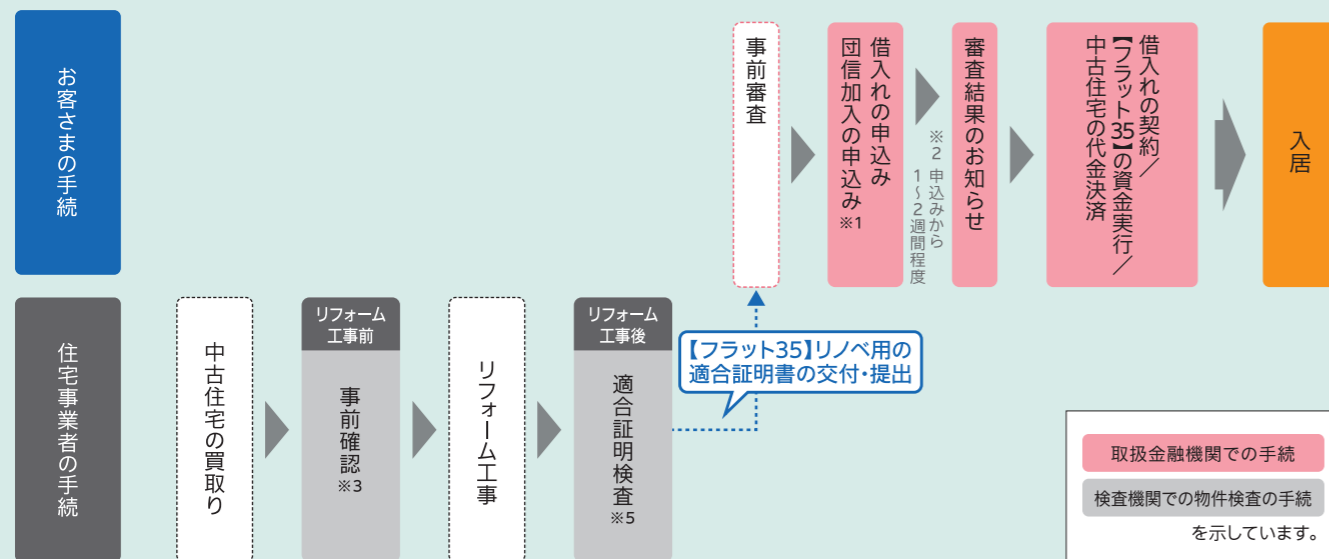 お客さまの手続
事前審査
借入れの申込み
団信加入の申込み※1
※2 申込みから
1～2週間程度
審査結果のお知らせ
借入れの契約／
【フラット35】の資金実行／
中古住宅の代金決済
入居
住宅事業者の手続
中古住宅の買取り
リフォーム
工事前
事前確認※3
リフォーム工事
リフォーム
工事後
適合証明検査※5
【フラット35】リノベ用の
適合証明書の交付・提出
取扱金融機関での手続
検査機関での物件検査の手続
を示しています。